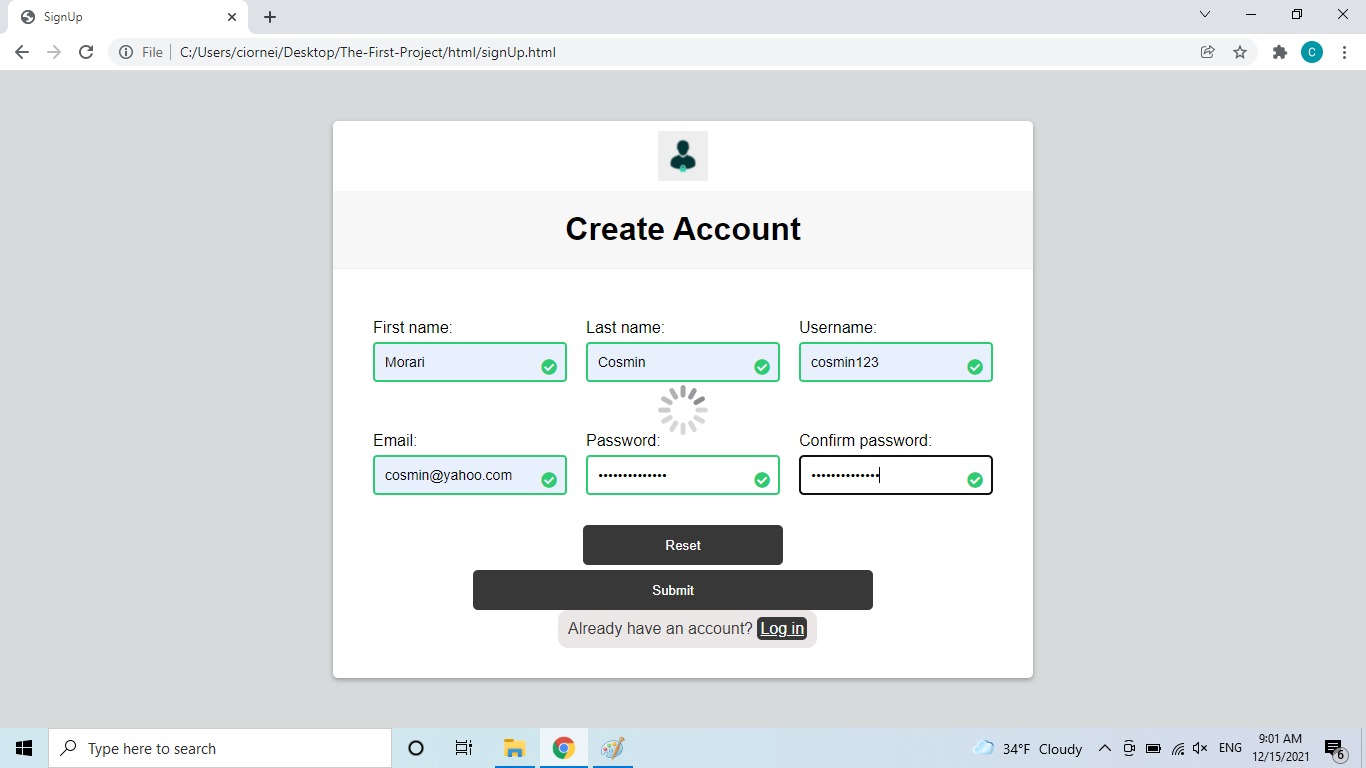 SignUp
File
C:/Users/ciornei/Desktop/The-First-Project/html/signUp.html
C
Create Account
First name: Last name: Username:
Morari Cosmin cosmin123
Email: Password: Confirm password:
cosmin@yahoo.com •••••••••••••• ••••••••••••••
Reset
Submit
Already have an account? Log in
Type here to search
34°F Cloudy
ENG
9:01 AM
12/15/2021
6